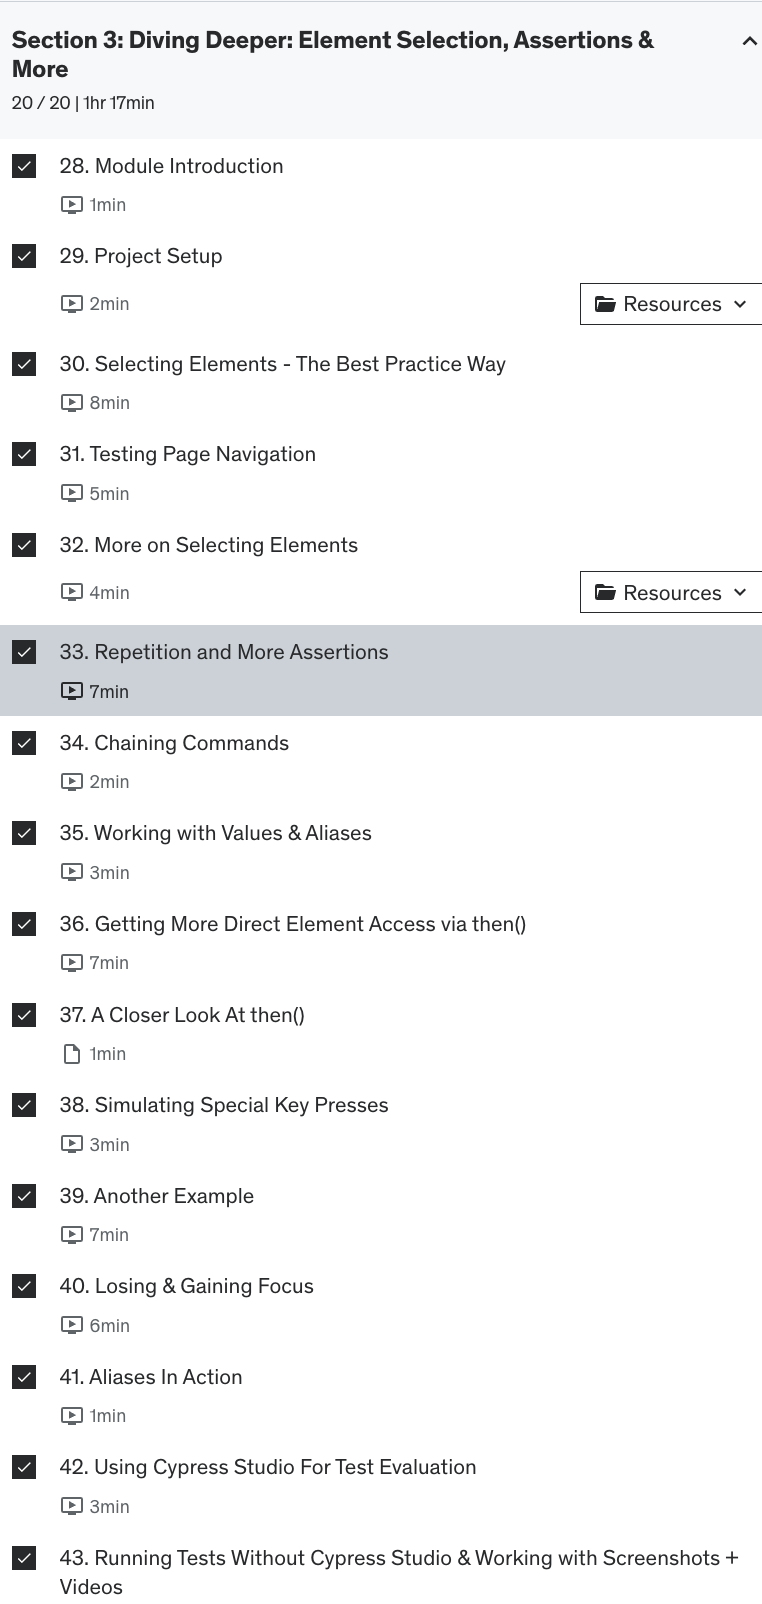 Section 3: Diving Deeper: Element Selection, Assertions &
More
20 / 20 | 1hr 17min
28. Module Introduction
1min
29. Project Setup
2min
Resources
30. Selecting Elements - The Best Practice Way
8min
31. Testing Page Navigation
5min
32. More on Selecting Elements
4min
Resources
33. Repetition and More Assertions
7min
34. Chaining Commands
2min
35. Working with Values & Aliases
3min
36. Getting More Direct Element Access via then()
7min
37. A Closer Look At then()
1min
38. Simulating Special Key Presses
3min
39. Another Example
7min
40. Losing & Gaining Focus
6min
41. Aliases In Action
1min
42. Using Cypress Studio For Test Evaluation
3min
43. Running Tests Without Cypress Studio & Working with Screenshots +
Videos